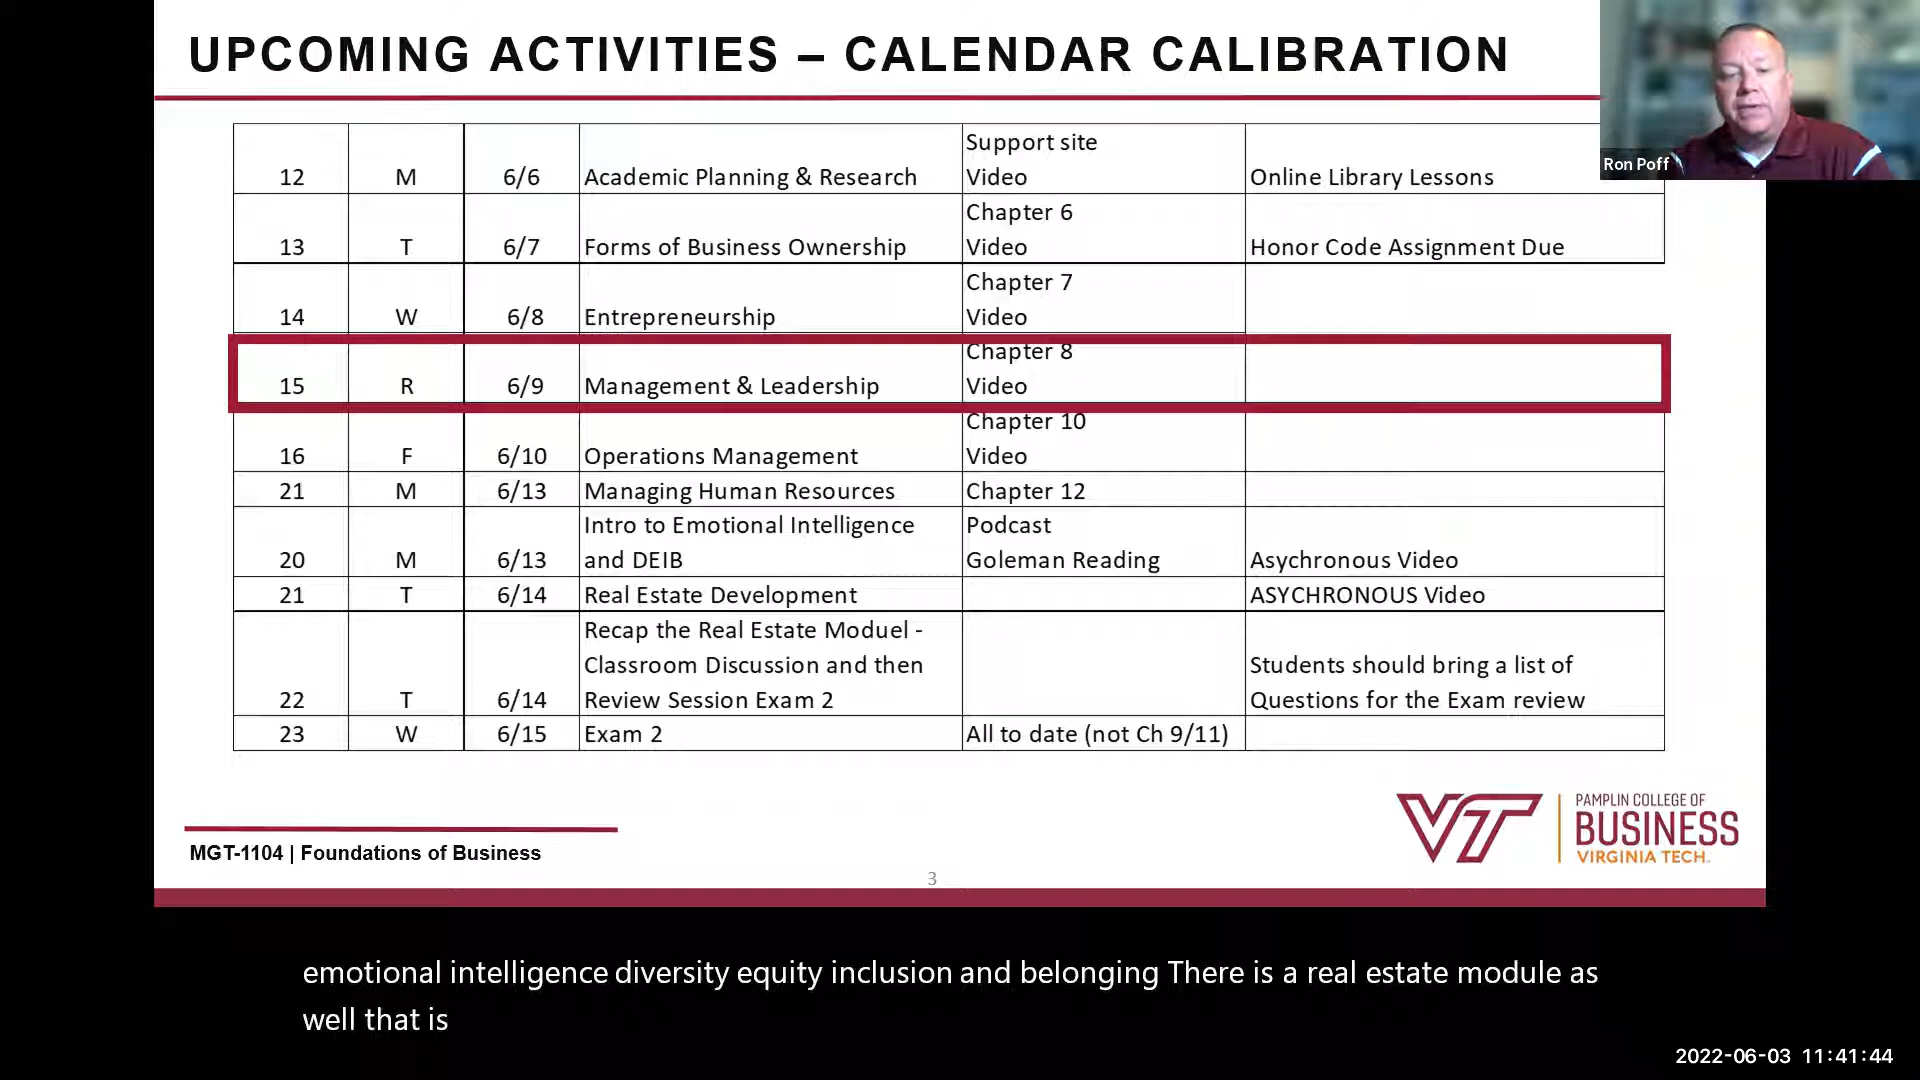 UPCOMING ACTIVITIES – CALENDAR CALIBRATION
Ron Poff
Support site
12 M 6/6 Academic Planning & Research Video Online Library Lessons
Chapter 6
13 T 6/7 Forms of Business Ownership Video Honor Code Assignment Due
Chapter 7
14 W 6/8 Entrepreneurship Video
Chapter 8
15 R 6/9 Management & Leadership Video
Chapter 10
16 F 6/10 Operations Management Video
21 M 6/13 Managing Human Resources Chapter 12
Intro to Emotional Intelligence Podcast
20 M 6/13 and DEIB Goleman Reading Asychronous Video
21 T 6/14 Real Estate Development ASYCHRONOUS Video
Recap the Real Estate Moduel -
Classroom Discussion and then Students should bring a list of
22 T 6/14 Review Session Exam 2 Questions for the Exam review
23 W 6/15 Exam 2 All to date (not Ch 9/11)
VT PAMPLIN COLLEGE OF
BUSINESS
VIRGINIA TECH.
MGT-1104 | Foundations of Business
3
emotional intelligence diversity equity inclusion and belonging There is a real estate module as
well that is
2022-06-03 11:41:44